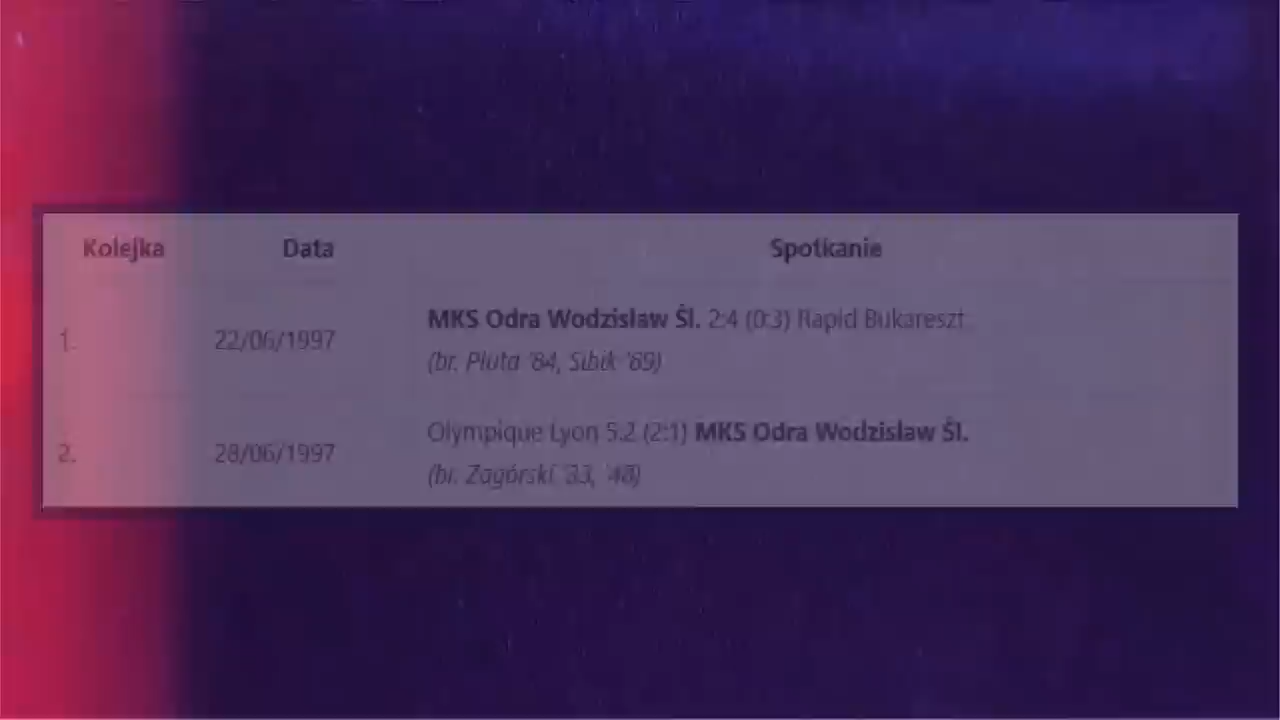 Kolejka Data Spotkanie
1. 22/06/1997 MKS Odra Wodzisław Śl. 2:4 (0:3) Rapid Bukareszt
(br. Pluta '84, Sibik '69)
2. 28/06/1997 Olympique Lyon 5:2 (2:1) MKS Odra Wodzisław Śl.
(br. Zagórski '33, '48)